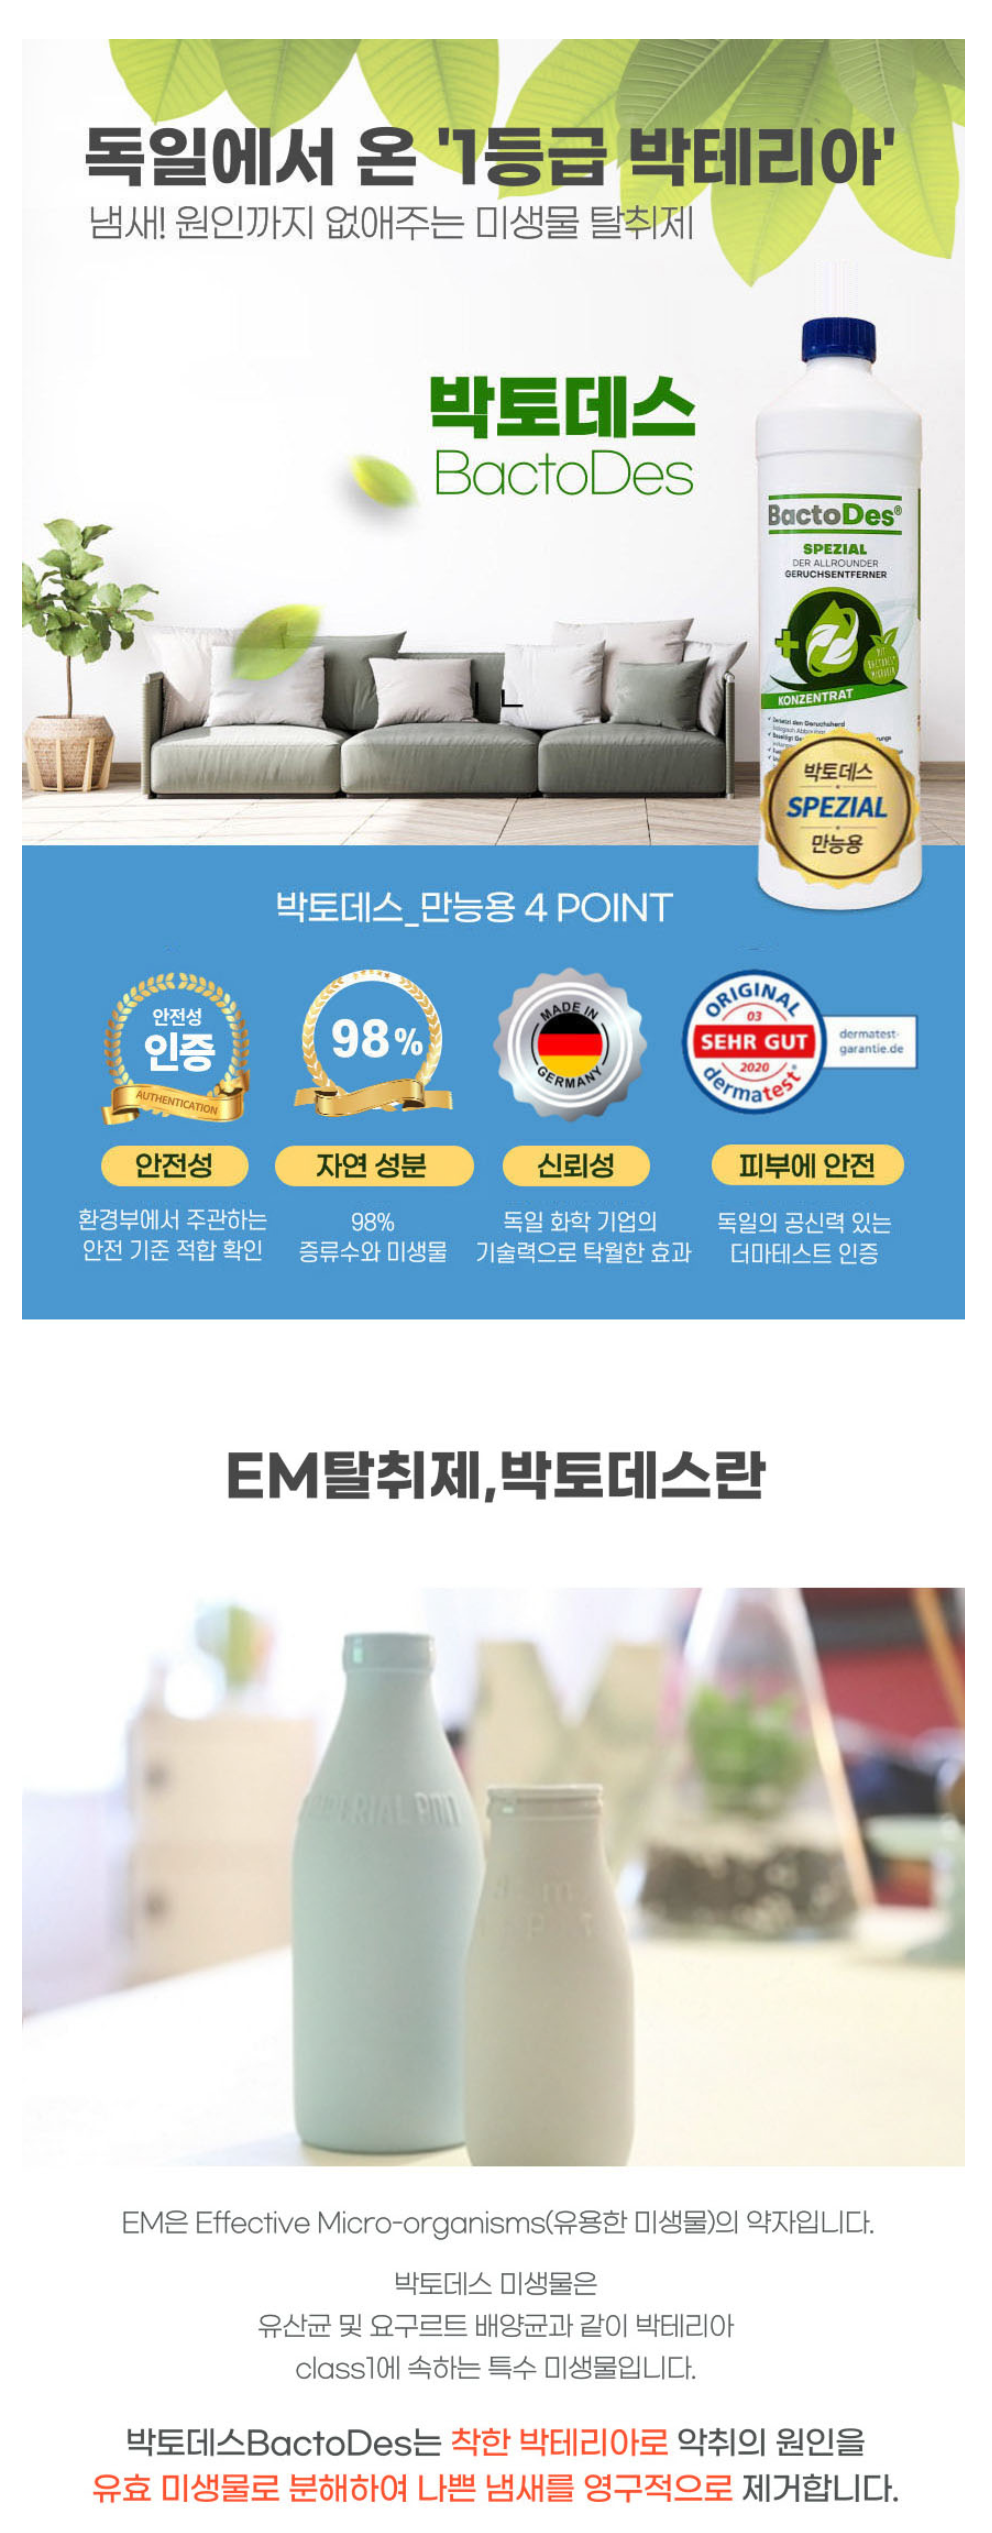 독일에서 온 '1등급 박테리아'
냄새! 원인까지 없애주는 미생물 탈취제
박토데스
BactoDes
BactoDes®
SPEZIAL
DER ALLROUNDER
GERUCHSENTFERNER
MIT
KONZENTRAT
박토데스
SPEZIAL
만능용
박토데스_만능용 4 POINT
안전성
인증
AUTHENTICATION
98%
MADE IN
GERMANY
ORIGINAL
03
SEHR GUT
2020
dermatest®
dermatest-
garantie.de
안전성
자연 성분
신뢰성
피부에 안전
환경부에서 주관하는
안전 기준 적합 확인
98%
증류수와 미생물
독일 화학 기업의
기술력으로 탁월한 효과
독일의 공신력 있는
더마테스트 인증
EM탈취제,박토데스란
EM은 Effective Micro-organisms(유용한 미생물)의 약자입니다.
박토데스 미생물은
유산균 및 요구르트 배양균과 같이 박테리아
class1에 속하는 특수 미생물입니다.
박토데스BactoDes는 착한 박테리아로 악취의 원인을
유효 미생물로 분해하여 나쁜 냄새를 영구적으로 제거합니다.